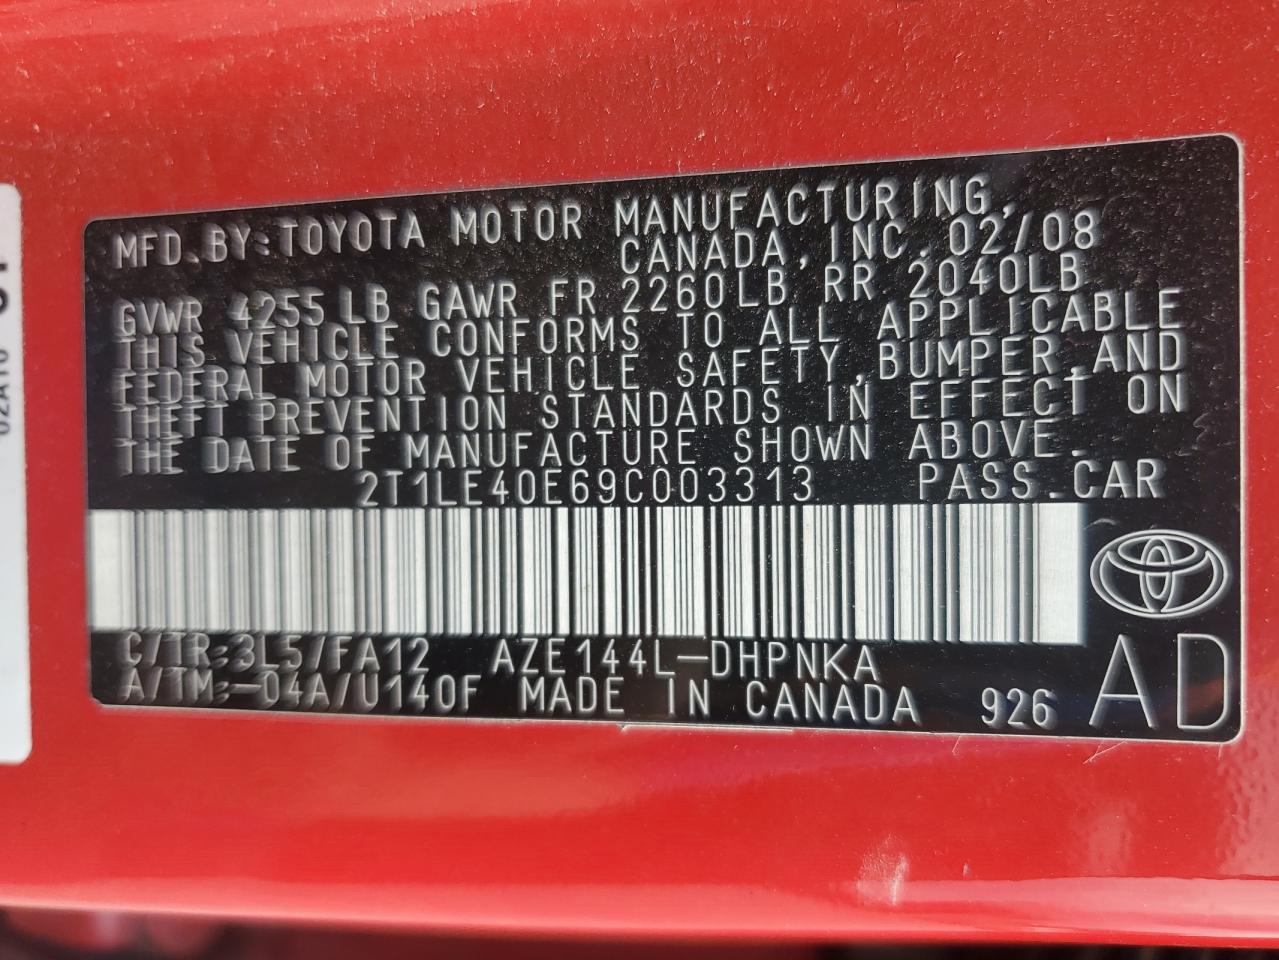 MFD.BY:TOYOTA MOTOR MANUFACTURING,
CANADA,INC.02/08
GVWR 4255LB GAWR FR 2260LB RR 2040LB
THIS VEHICLE CONFORMS TO ALL APPLICABLE
FEDERAL MOTOR VEHICLE SAFETY,BUMPER,AND
THEFT PREVENTION STANDARDS IN EFFECT ON
THE DATE OF MANUFACTURE SHOWN ABOVE.
2T1LE40E69C003313 PASS.CAR
C/TR:3L5/FA12 AZE144L-DHPNKA
A/TM:-04A/U140F MADE IN CANADA 926 AD